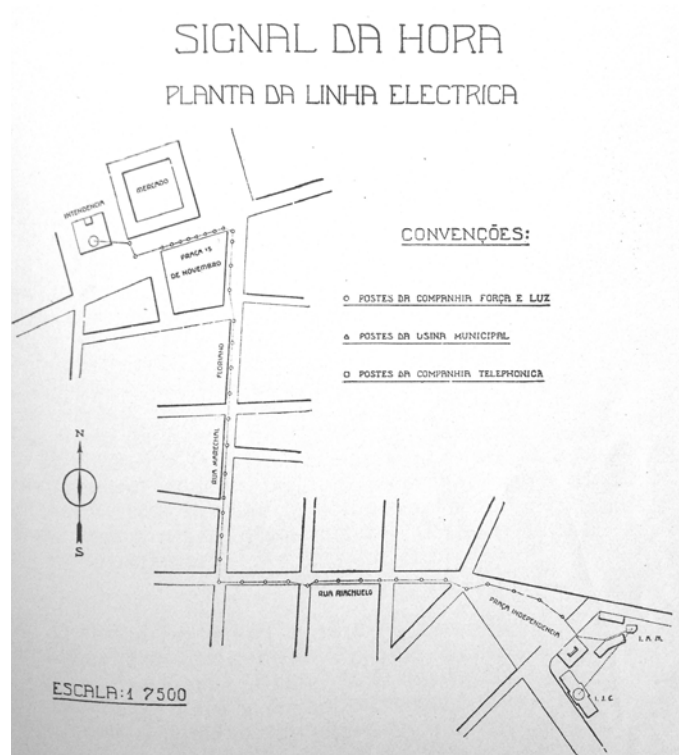 SIGNAL DA HORA
PLANTA DA LINHA ELECTRICA
MERCADO
INTENDENCIA
PRAÇA 15
DE NOVEMBRO
CONVENÇÕES:
POSTES DA COMPANHIA FORÇA E LUZ
POSTES DA USINA MUNICIPAL
POSTES DA COMPANHIA TELEPHONICA
FLORIANO
RUA MARECHAL
N
S
RUA RIACHUELO
PRAÇA INDEPENDENCIA
I. A. M.
I. J. C.
ESCALA: 1 7500